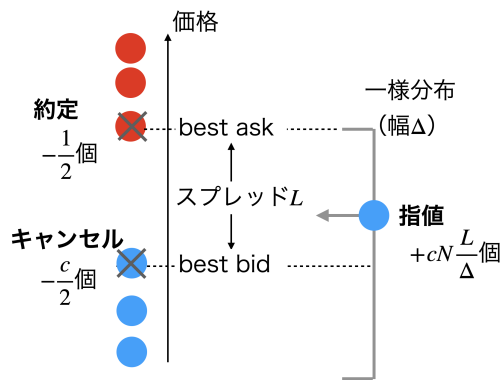 価格
一様分布
(幅Δ)
約定
−1/2個
best ask
スプレッドL
指値
+cN L/Δ個
キャンセル
−c/2個
best bid